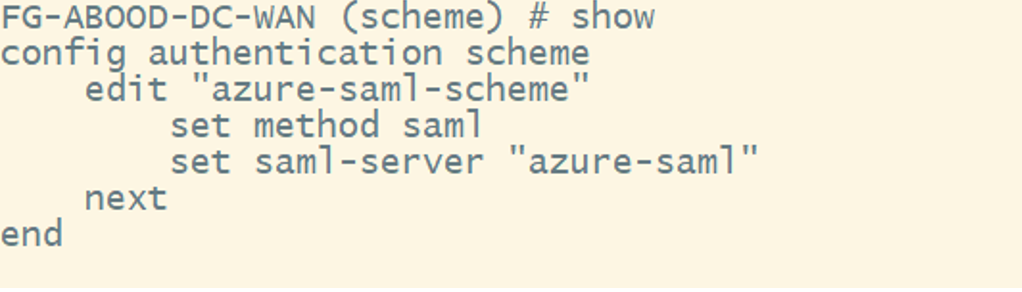 FG-ABOOD-DC-WAN (scheme) # show
config authentication scheme
    edit "azure-saml-scheme"
        set method saml
        set saml-server "azure-saml"
    next
end